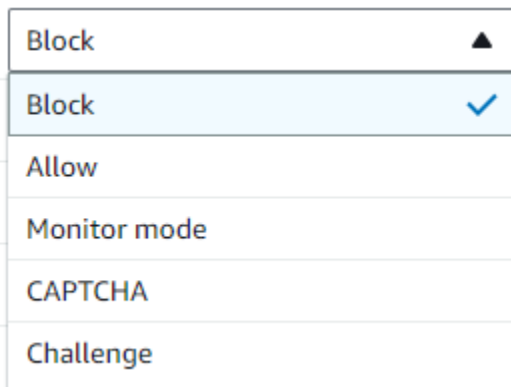 Block
Block
Allow
Monitor mode
CAPTCHA
Challenge